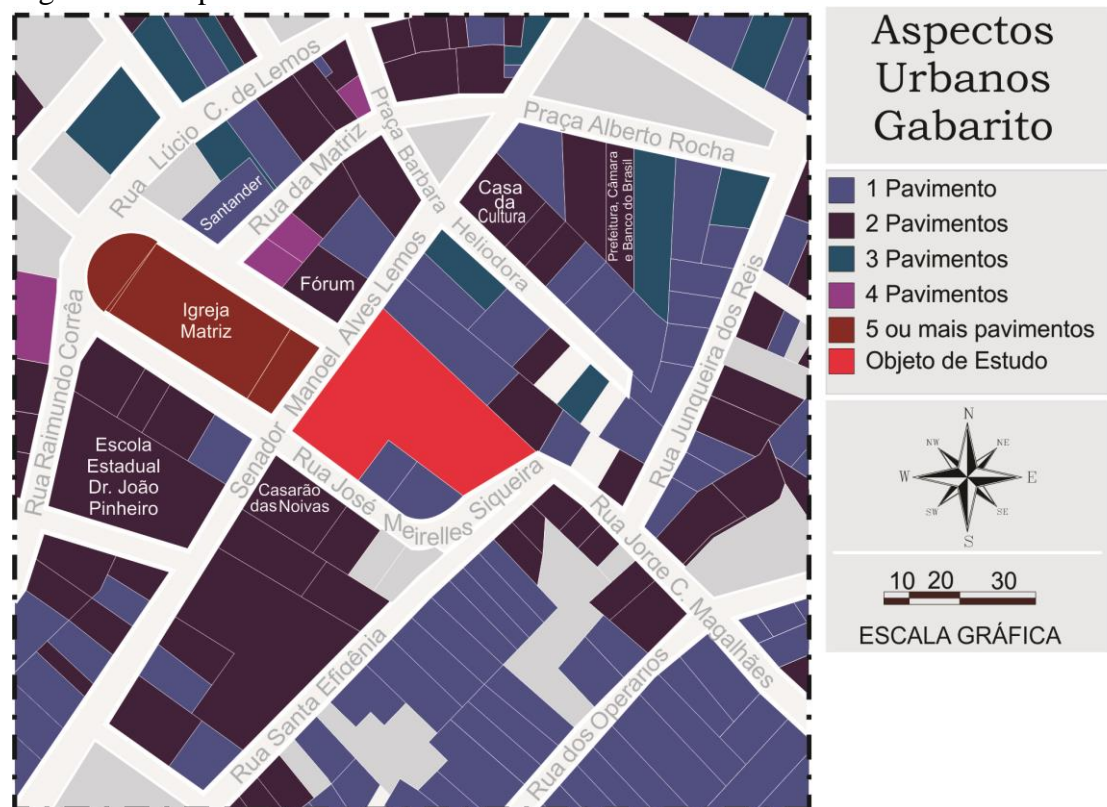 Aspectos
Urbanos
Gabarito
1 Pavimento
2 Pavimentos
3 Pavimentos
4 Pavimentos
5 ou mais pavimentos
Objeto de Estudo
N
NW
NE
W
E
SW
SE
S
10 20 30
ESCALA GRÁFICA
Rua Lúcio C. de Lemos
Praça Barbara Heliodora
Praça Alberto Rocha
Rua da Matriz
Santander
Casa
da
Cultura
Prefeitura, Câmara
e Banco do Brasil
Fórum
Igreja
Matriz
Senador Manoel Alves Lemos
Rua Junqueira dos Reis
Rua Raimundo Corrêa
Escola
Estadual
Dr. João
Pinheiro
Casarão
das Noivas
Rua José Meirelles Siqueira
Rua Jorge C. Magalhães
Rua Santa Efigênia
Rua dos Operarios